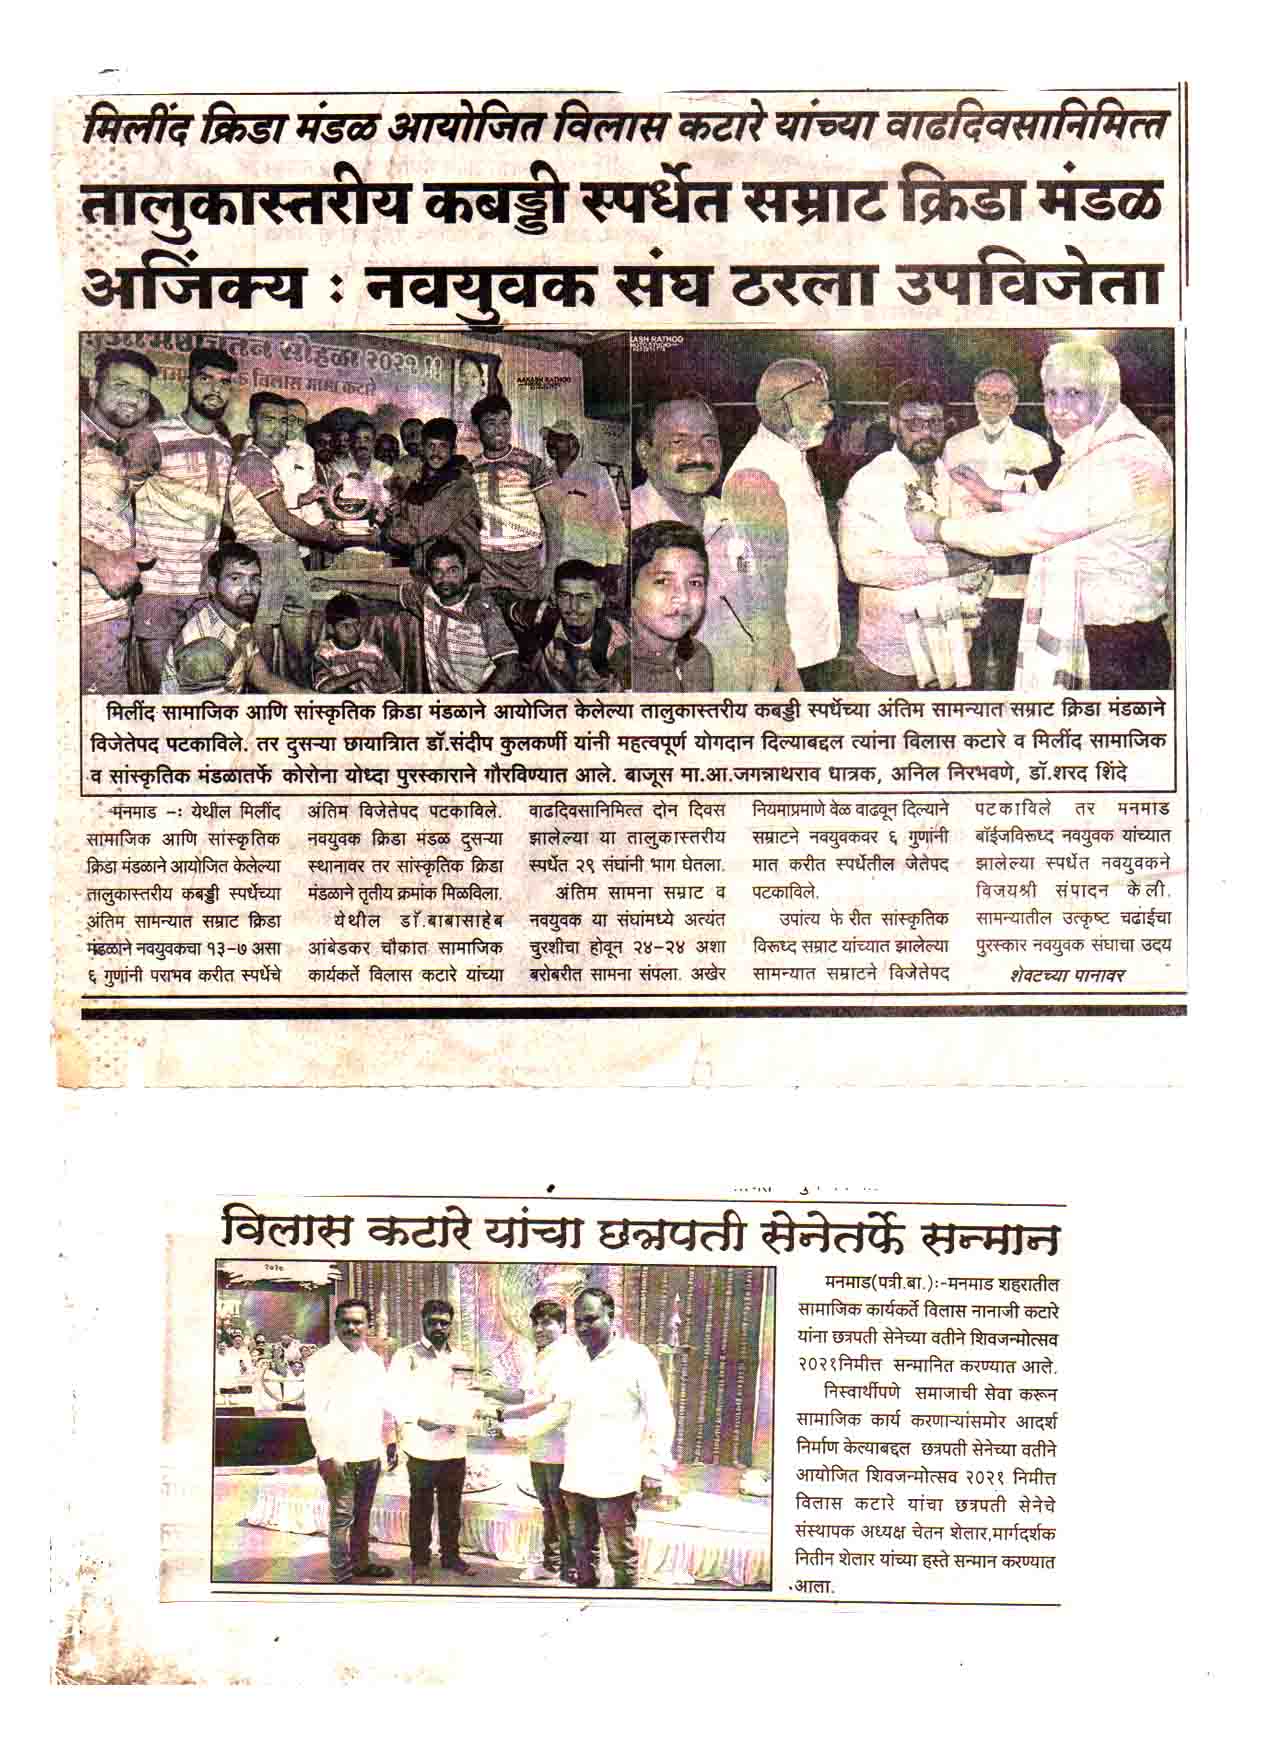 मिलींद क्रिडा मंडळ आयोजित विलास कटारे यांच्या वाढदिवसानिमित्त
तालुकास्तरीय कबड्डी स्पर्धेत सम्राट क्रिडा मंडळ
अजिंक्य : नवयुवक संघ ठरला उपविजेता
सोहळा २०२१
विलास मामा कटारे
AAKASH RATHOD
ASH RATHOD
मिलींद सामाजिक आणि सांस्कृतिक क्रिडा मंडळाने आयोजित केलेल्या तालुकास्तरीय कबड्डी स्पर्धेच्या अंतिम सामन्यात सम्राट क्रिडा मंडळाने
विजेतेपद पटकाविले. तर दुसऱ्या छायात्रिात डॉ.संदीप कुलकर्णी यांनी महत्वपूर्ण योगदान दिल्याबद्दल त्यांना विलास कटारे व मिलींद सामाजिक
व सांस्कृतिक मंडळातर्फे कोरोना योध्दा पुरस्काराने गौरविण्यात आले. बाजूस मा.आ.जगन्नाथराव धात्रक, अनिल निरभवणे, डॉ.शरद शिंदे
मनमाड -: येथील मिलींद
सामाजिक आणि सांस्कृतिक
क्रिडा मंडळाने आयोजित केलेल्या
तालुकास्तरीय कबड्डी स्पर्धेच्या
अंतिम सामन्यात सम्राट क्रिडा
मंडळाने नवयुवकचा १३-७ असा
६ गुणांनी पराभव करीत स्पर्धेचे
अंतिम विजेतेपद पटकाविले.
नवयुवक क्रिडा मंडळ दुसऱ्या
स्थानावर तर सांस्कृतिक क्रिडा
मंडळाने तृतीय क्रमांक मिळविला.
येथील डॉ.बाबासाहेब
आंबेडकर चौकात सामाजिक
कार्यकर्ते विलास कटारे यांच्या
वाढदिवसानिमित्त दोन दिवस
झालेल्या या तालुकास्तरीय
स्पर्धेत २९ संघांनी भाग घेतला.
अंतिम सामना सम्राट व
नवयुवक या संघांमध्ये अत्यंत
चुरशीचा होवून २४-२४ अशा
बरोबरीत सामना संपला. अखेर
नियमाप्रमाणे वेळ वाढवून दिल्याने
सम्राटने नवयुवकवर ६ गुणांनी
मात करीत स्पर्धेतील जेतेपद
पटकाविले.
उपांत्य फेरीत सांस्कृतिक
विरूध्द सम्राट यांच्यात झालेल्या
सामन्यात सम्राटने विजेतेपद
पटकाविले तर मनमाड
बॉईजविरूध्द नवयुवक यांच्यात
झालेल्या स्पर्धेत नवयुवकने
विजयश्री संपादन केली.
सामन्यातील उत्कृष्ट चढाईचा
पुरस्कार नवयुवक संघाचा उदय
शेवटच्या पानावर
विलास कटारे यांचा छत्रपती सेनेतर्फे सन्मान
२०२०
मनमाड(पत्री.बा.):-मनमाड शहरातील
सामाजिक कार्यकर्ते विलास नानाजी कटारे
यांना छत्रपती सेनेच्या वतीने शिवजन्मोत्सव
२०२१निमीत्त सन्मानित करण्यात आले.
निस्वार्थीपणे समाजाची सेवा करून
सामाजिक कार्य करणाऱ्यांसमोर आदर्श
निर्माण केल्याबद्दल छत्रपती सेनेच्या वतीने
आयोजित शिवजन्मोत्सव २०२१ निमीत्त
विलास कटारे यांचा छत्रपती सेनेचे
संस्थापक अध्यक्ष चेतन शेलार,मार्गदर्शक
नितीन शेलार यांच्या हस्ते सन्मान करण्यात
आला.